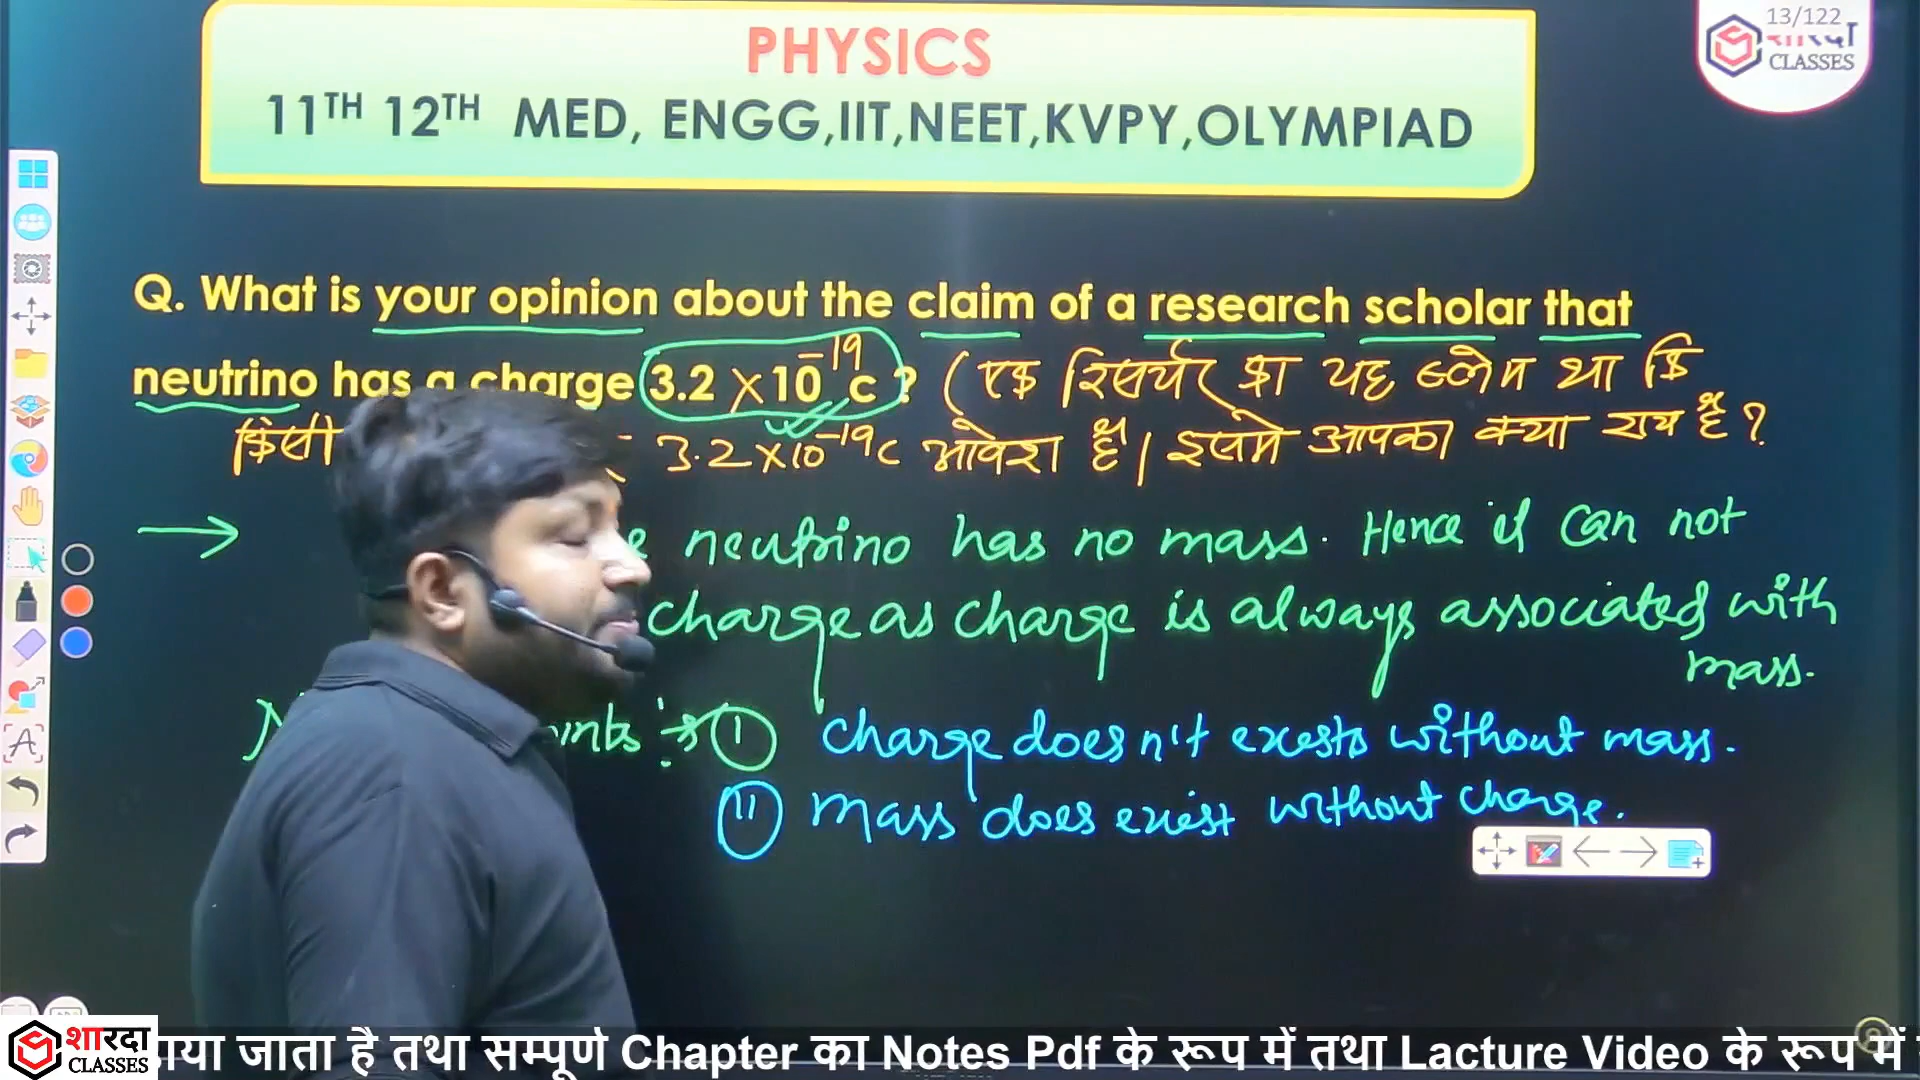 PHYSICS
11TH 12TH MED, ENGG,IIT,NEET,KVPY,OLYMPIAD
13/122
शारदा
CLASSES
Q. What is your opinion about the claim of a research scholar that
neutrino has a charge 3.2 × 10^-19 c ? ( एक रिसर्चर का यह क्लेम था कि
किसी 3.2×10^-19 c आवेश है। इसमे आपका क्या राय है ?
→ neutrino has no mass. Hence it can not
charge as charge is always associated with
mass.
: → (I) charge doesn't exests without mass.
(II) Mass does exist without charge.
शारदा
CLASSES
जाता है तथा सम्पूर्ण Chapter का Notes Pdf के रूप में तथा Lacture Video के रूप में